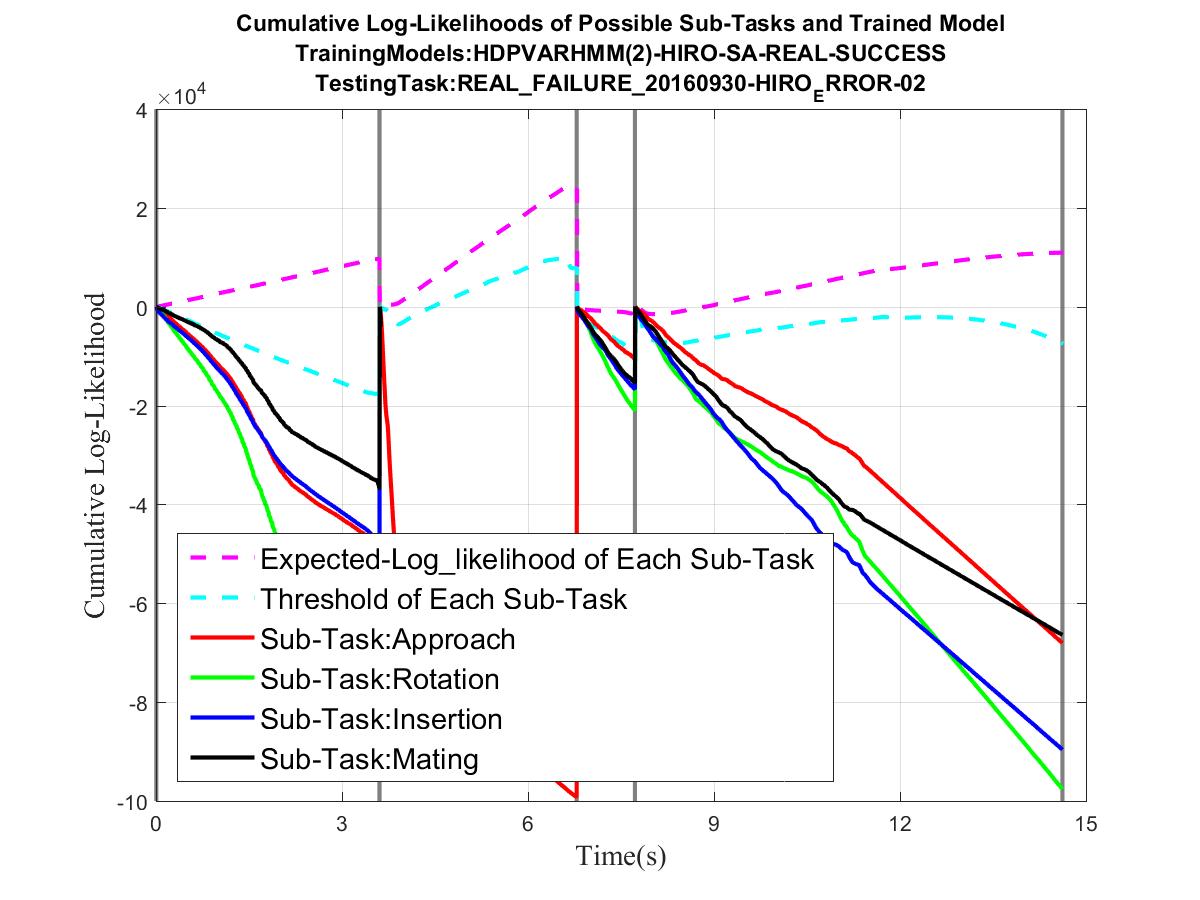 Cumulative Log-Likelihoods of Possible Sub-Tasks and Trained Model
TrainingModels:HDPVARHMM(2)-HIRO-SA-REAL-SUCCESS
TestingTask:REAL_FAILURE_20160930-HIROERROR-02
×10⁴
4
2
0
-2
-4
-6
-8
-10
Cumulative Log-Likelihood
Expected-Log_likelihood of Each Sub-Task
Threshold of Each Sub-Task
Sub-Task:Approach
Sub-Task:Rotation
Sub-Task:Insertion
Sub-Task:Mating
0 3 6 9 12 15
Time(s)